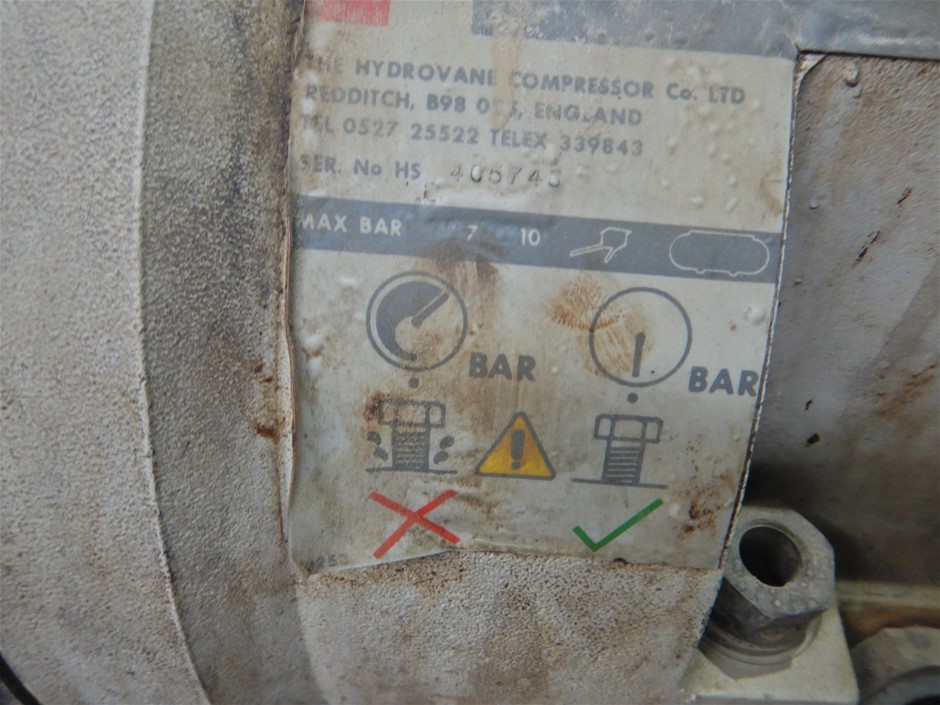 THE HYDROVANE COMPRESSOR Co. LTD
REDDITCH, B98 ENGLAND
TEL 0527 25522 TELEX 339843
SER. No HS
MAX BAR 7 10
BAR
BAR